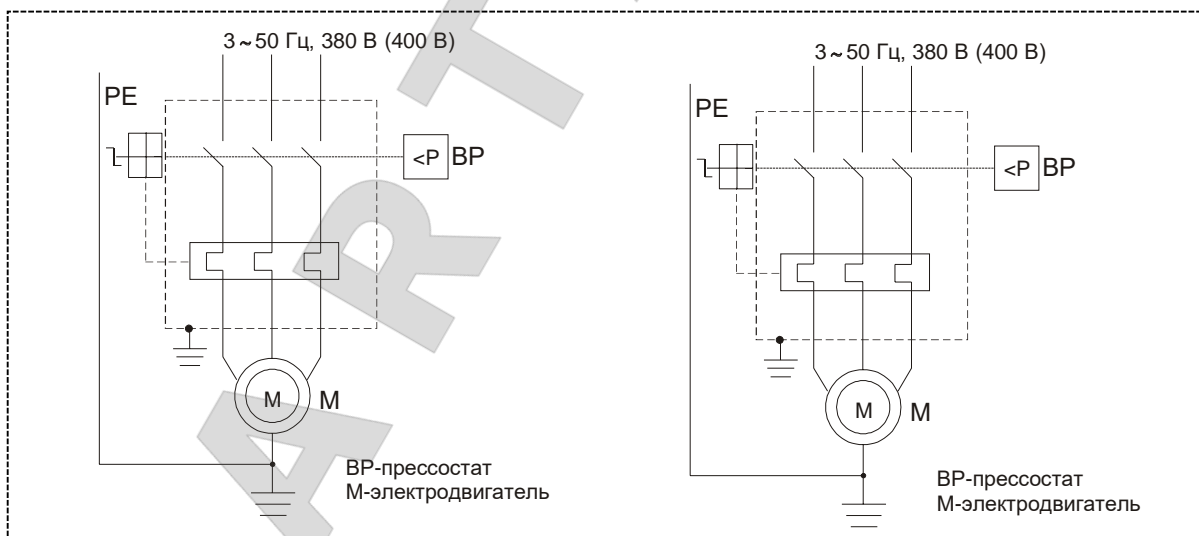 3~50 Гц, 380 В (400 В)
PE
<P BP
M M
BP-прессостат
М-электродвигатель
3~50 Гц, 380 В (400 В)
PE
<P BP
M M
BP-прессостат
М-электродвигатель
A R T